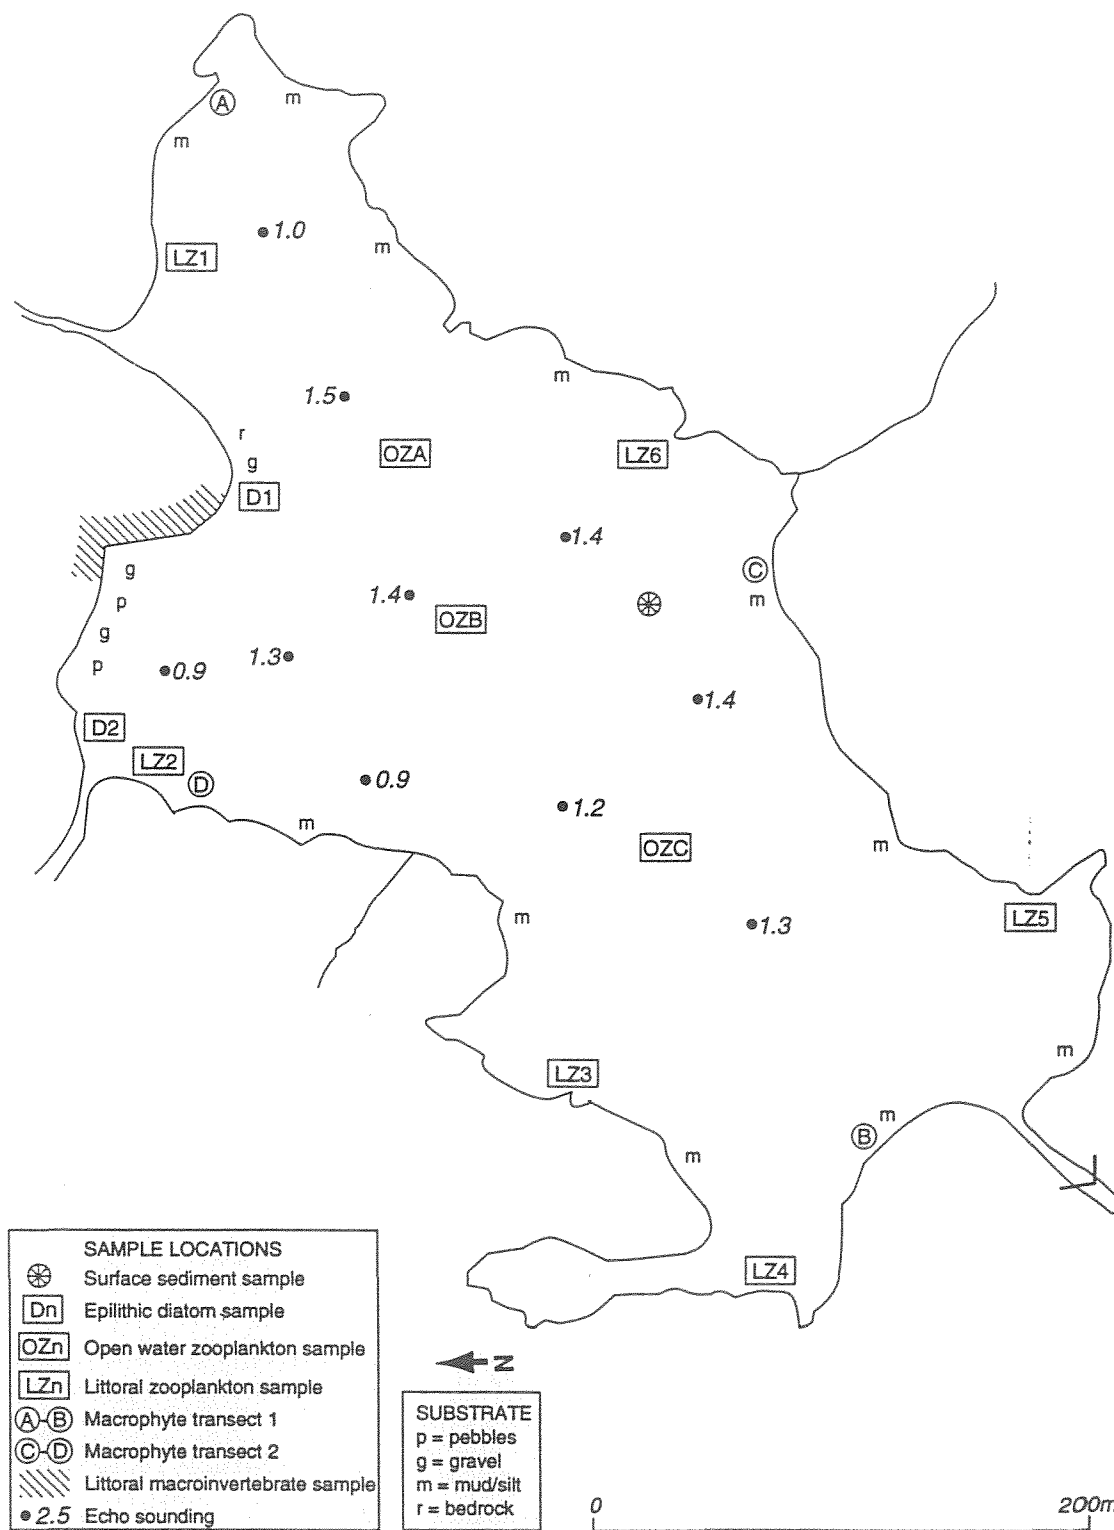 A
m
m
1.0
LZ1
m
m
1.5
r
OZA
LZ6
g
D1
1.4
g
C
p
1.4
m
OZB
g
1.3
p
0.9
1.4
D2
LZ2
D
0.9
1.2
m
OZC
m
m
1.3
LZ5
m
LZ3
m
B
m
LZ4
SAMPLE LOCATIONS
Surface sediment sample
Dn Epilithic diatom sample
OZn Open water zooplankton sample
LZn Littoral zooplankton sample
A-B Macrophyte transect 1
C-D Macrophyte transect 2
Littoral macroinvertebrate sample
2.5 Echo sounding
N
SUBSTRATE
p = pebbles
g = gravel
m = mud/silt
r = bedrock
0 200m